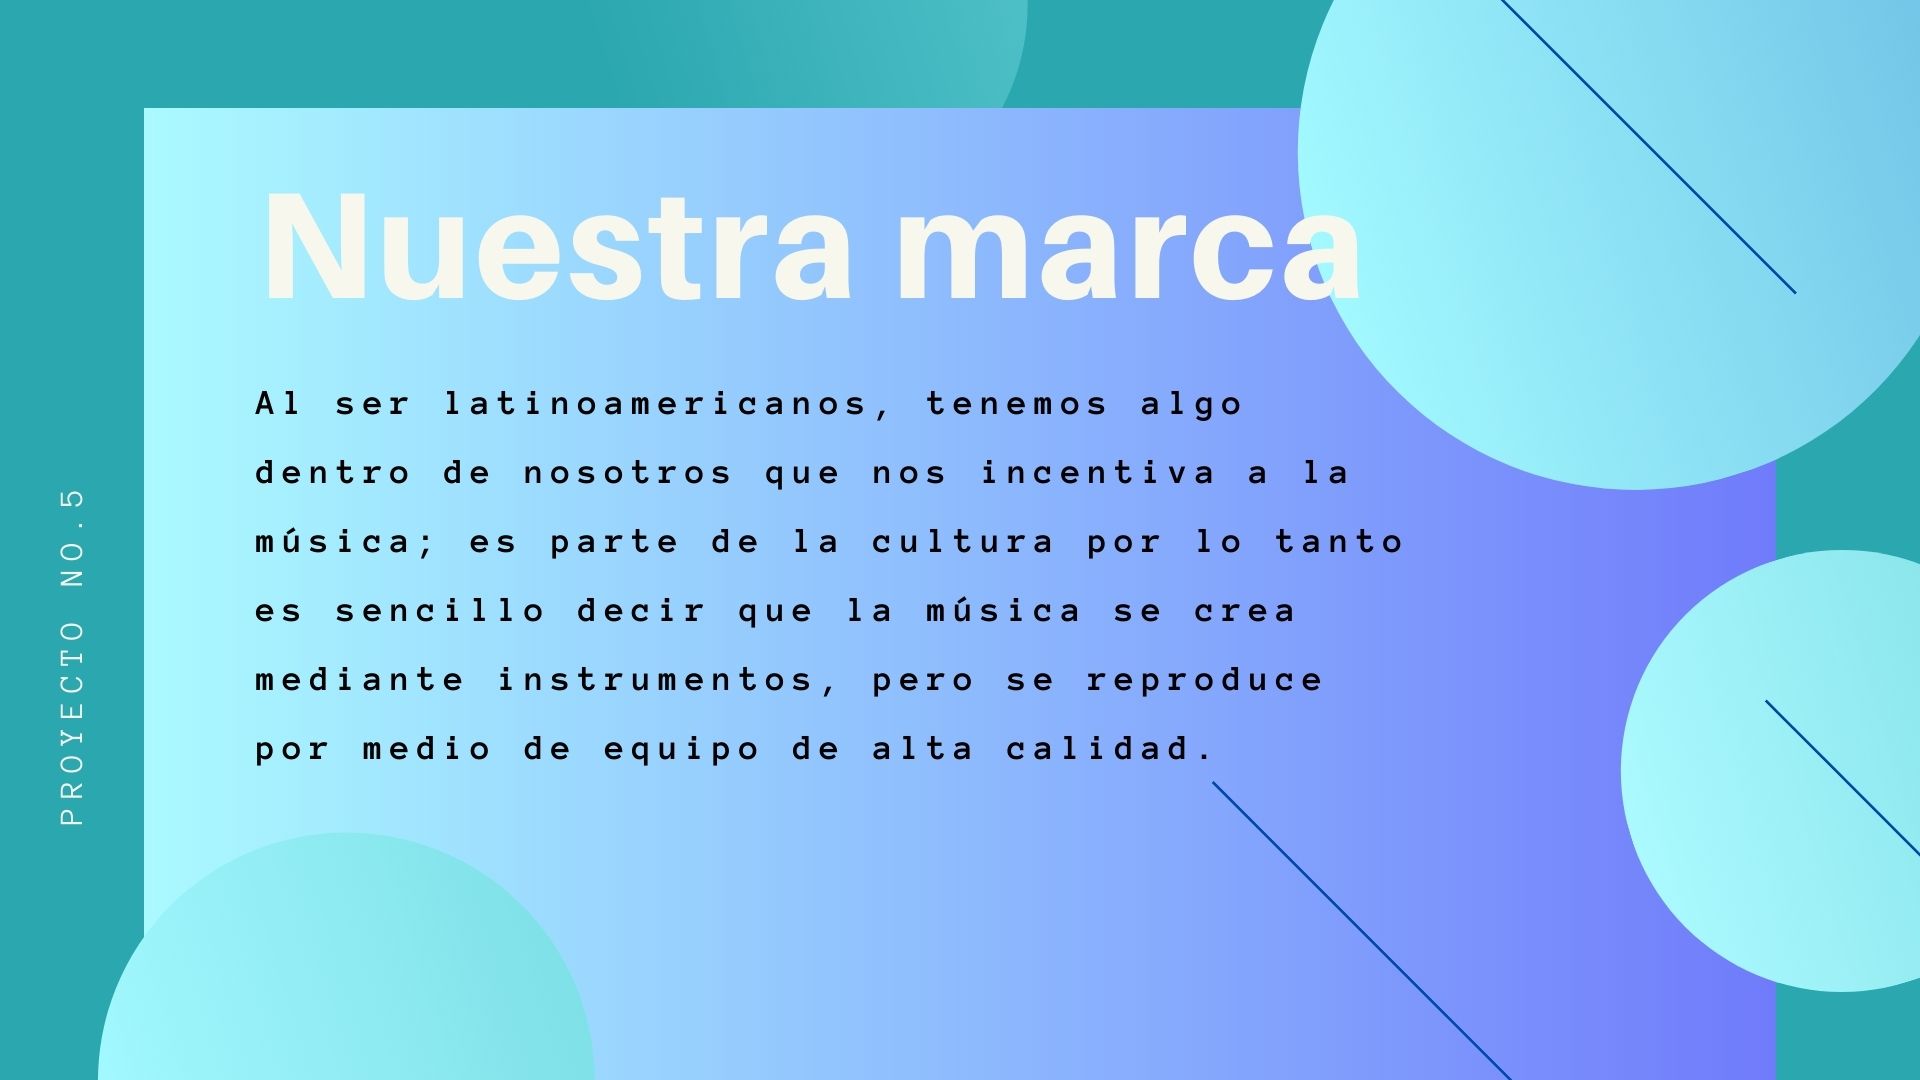 Nuestra marca
Al ser latinoamericanos, tenemos algo
dentro de nosotros que nos incentiva a la
música; es parte de la cultura por lo tanto
es sencillo decir que la música se crea
mediante instrumentos, pero se reproduce
por medio de equipo de alta calidad.
PROYECTO NO.5